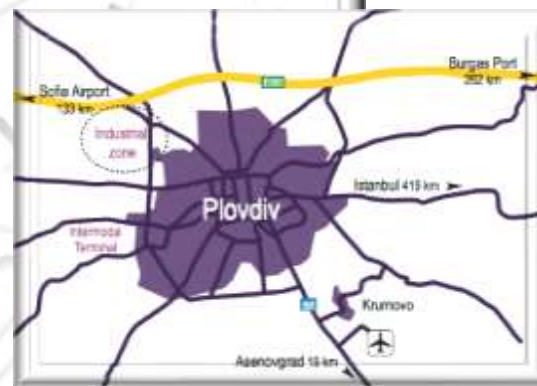 Burgas Port
262 km
Sofia Airport
133 km
Industrial
zone
Istanbul 419 km
Plovdiv
Intermodal
Terminal
Krumovo
Asenovgrad 18 km